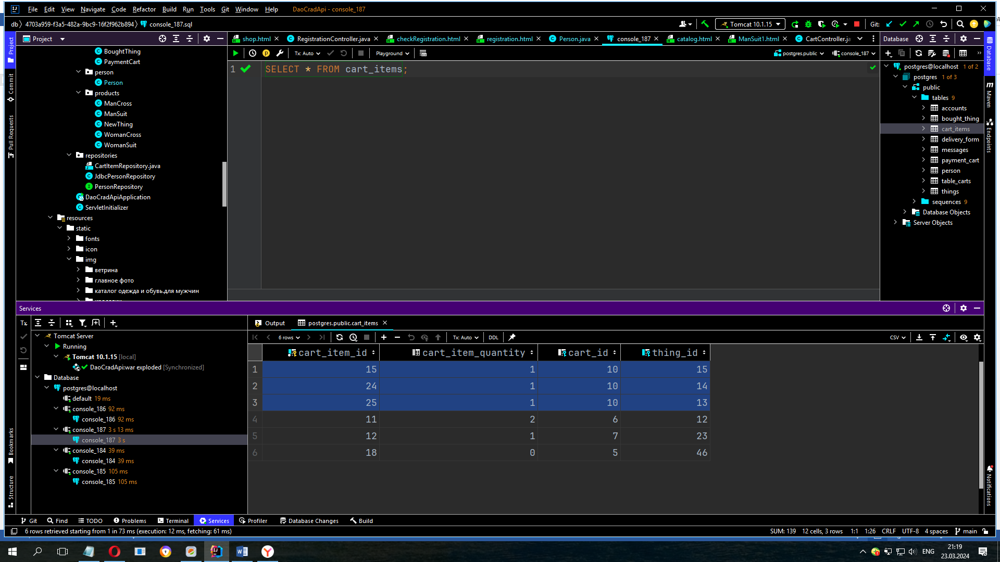 File Edit View Navigate Code Refactor Build Run Tools Git Window Help DaoCradApi - console_187
db 4703a959-f3a5-482a-9bc9-16f2f962b894 console_187.sql
Tomcat 10.1.15 Git:
Project
shop.html RegistrationController.java checkRegistration.html registration.html Person.java console_187 catalog.html ManSuit1.html CartController.ja
Database
Tx: Auto Playground postgres.public console_187
1 SELECT * FROM cart_items;
BoughtThing
PaymentCart
person
Person
products
ManCross
ManSuit
NewThing
WomanCross
WomanSuit
repositories
CartItemRepository.java
JdbcPersonRepository
PersonRepository
DaoCradApiApplication
ServletInitializer
resources
static
fonts
icon
img
ветрина
главное фото
каталог одежда и обувь.для мужчин
postgres@localhost 1 of 2
postgres 1 of 3
public
tables 9
accounts
bought_thing
cart_items
delivery_form
messages
payment_cart
person
table_carts
things
sequences 9
Database Objects
Server Objects
Project
Commit
Pull Requests
Bookmarks
Structure
Database
Maven
Endpoints
Notifications
Services
Tx
Tomcat Server
Running
Tomcat 10.1.15 [local]
DaoCradApi:war exploded [Synchronized]
Database
postgres@localhost
default 19 ms
console_186 92 ms
console_186 92 ms
console_187 3 s 13 ms
console_187 3 s
console_184 39 ms
console_184 39 ms
console_185 105 ms
console_185 105 ms
Output postgres.public.cart_items
6 rows Tx: Auto DDL CSV
cart_item_id cart_item_quantity cart_id thing_id
1 15 1 10 15
2 24 1 10 14
3 25 1 10 13
4 11 2 6 12
5 12 1 7 23
6 18 0 5 46
Git Find TODO Problems Terminal Services Profiler Database Changes Build
6 rows retrieved starting from 1 in 73 ms (execution: 12 ms, fetching: 61 ms)
SUM: 139 12 cells, 3 rows 1:1 1:26 CRLF UTF-8 4 spaces main
ENG 21:19
23.03.2024